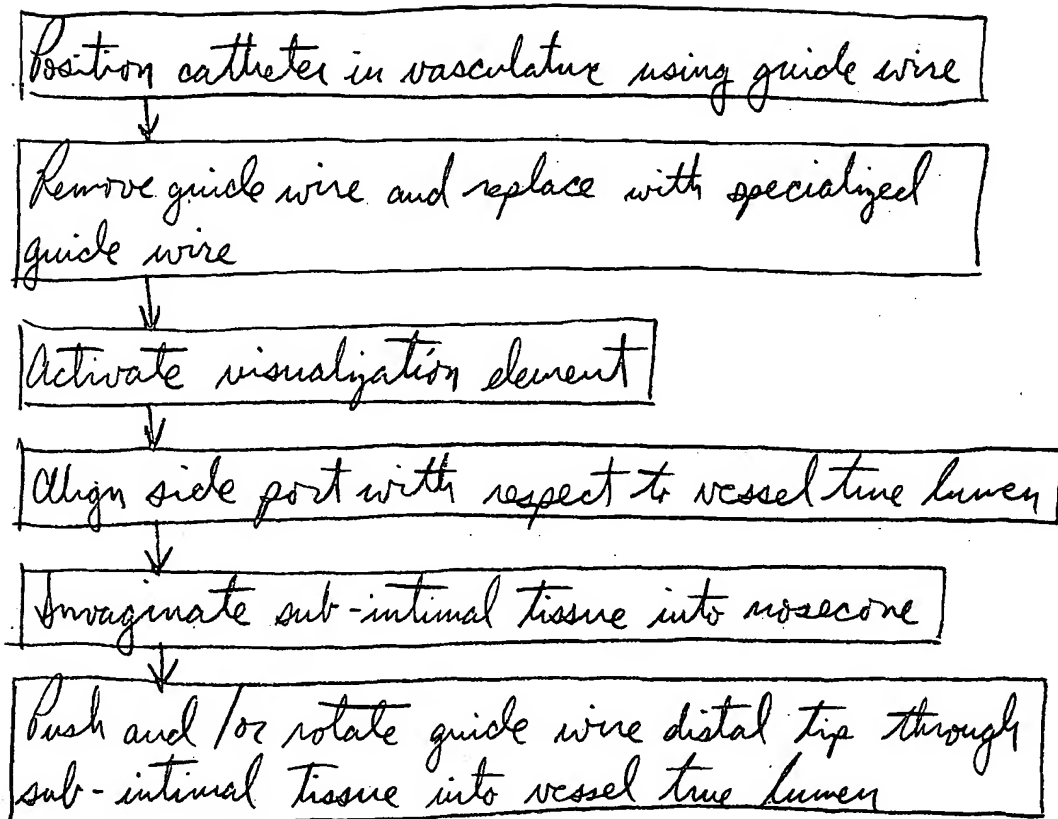 Position catheter in vasculature using guide wire
Remove guide wire and replace with specialized
guide wire
Activate visualization element
Align side port with respect to vessel true lumen
Invaginate sub-intimal tissue into nosecone
Push and/or rotate guide wire distal tip through
sub-intimal tissue into vessel true lumen